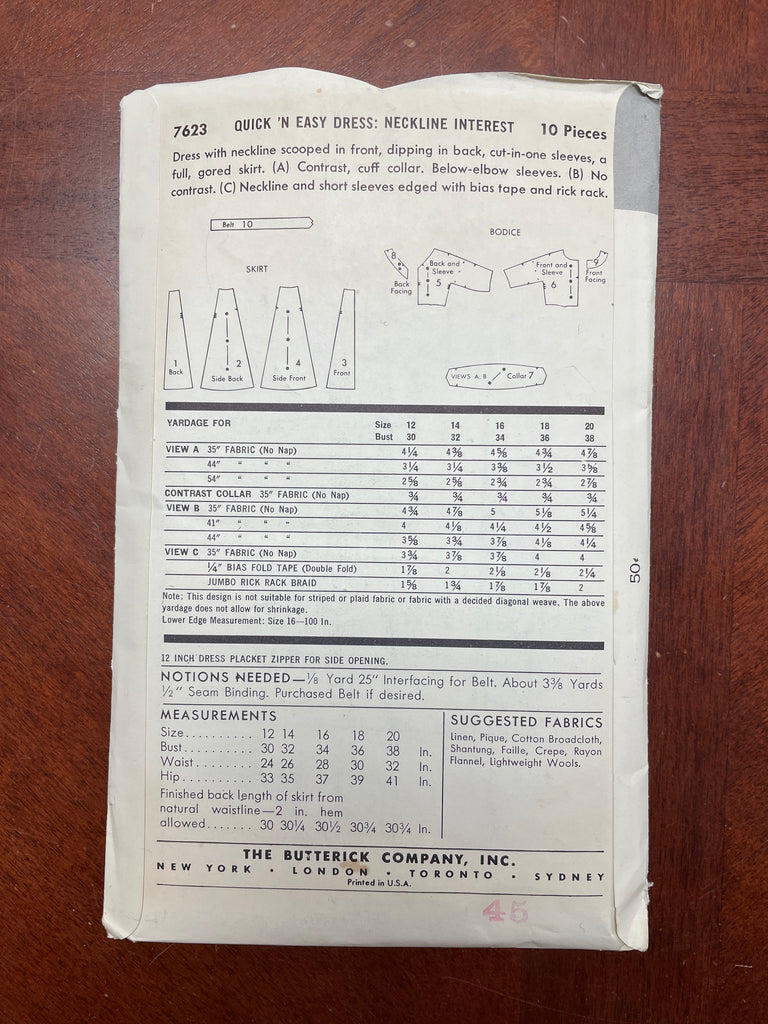 7623 QUICK 'N EASY DRESS: NECKLINE INTEREST 10 Pieces
Dress with neckline scooped in front, dipping in back, cut-in-one sleeves, a
full, gored skirt. (A) Contrast, cuff collar. Below-elbow sleeves. (B) No
contrast. (C) Neckline and short sleeves edged with bias tape and rick rack.
Belt 10
BODICE
SKIRT
8
Back Facing
Back and Sleeve
5
Front and Sleeve
6
9
Front Facing
1
Back
2
Side Back
4
Side Front
3
Front
VIEWS A, B Collar 7
YARDAGE FOR Size 12 14 16 18 20
Bust 30 32 34 36 38
VIEW A 35" FABRIC (No Nap) 4¼ 4⅜ 4⅝ 4¾ 4⅞
44" " " " 3¼ 3¼ 3⅜ 3½ 3⅝
54" " " " 2⅝ 2⅝ 2¾ 2¾ 2⅞
CONTRAST COLLAR 35" FABRIC (No Nap) ¾ ¾ ¾ ¾ ¾
VIEW B 35" FABRIC (No Nap) 4¾ 4⅞ 5 5⅛ 5¼
41" " " " 4 4⅛ 4¼ 4½ 4⅝
44" " " " 3⅝ 3¾ 3⅞ 4⅛ 4¼
VIEW C 35" FABRIC (No Nap) 3¾ 3⅞ 3⅞ 4 4
¼" BIAS FOLD TAPE (Double Fold) 1⅞ 2 2⅛ 2⅛ 2¼
JUMBO RICK RACK BRAID 1⅝ 1¾ 1⅞ 1⅞ 2
Note: This design is not suitable for striped or plaid fabric or fabric with a decided diagonal weave. The above
yardage does not allow for shrinkage.
Lower Edge Measurement: Size 16—100 In.
50¢
12 INCH DRESS PLACKET ZIPPER FOR SIDE OPENING.
NOTIONS NEEDED—⅛ Yard 25" Interfacing for Belt. About 3⅜ Yards
½" Seam Binding. Purchased Belt if desired.
MEASUREMENTS
Size.......... 12 14 16 18 20
Bust.......... 30 32 34 36 38 In.
Waist......... 24 26 28 30 32 In.
Hip........... 33 35 37 39 41 In.
Finished back length of skirt from
natural waistline—2 in. hem
allowed....... 30 30¼ 30½ 30¾ 30¾ In.
SUGGESTED FABRICS
Linen, Pique, Cotton Broadcloth,
Shantung, Faille, Crepe, Rayon
Flannel, Lightweight Wools.
THE BUTTERICK COMPANY, INC.
NEW YORK • LONDON • TORONTO • SYDNEY
Printed in U.S.A.
45